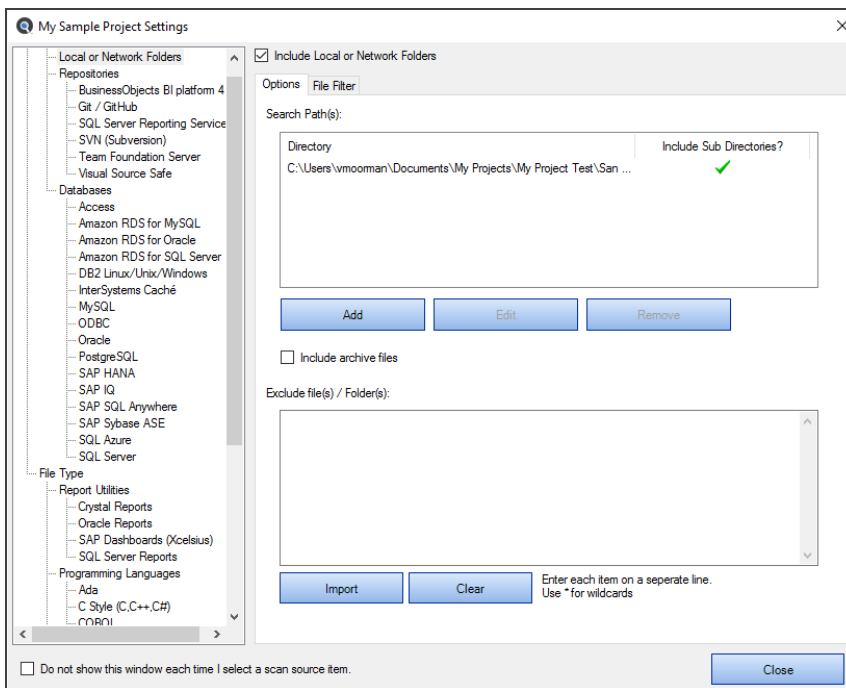 My Sample Project Settings
Local or Network Folders
Repositories
BusinessObjects BI platform 4
Git / GitHub
SQL Server Reporting Service
SVN (Subversion)
Team Foundation Server
Visual Source Safe
Databases
Access
Amazon RDS for MySQL
Amazon RDS for Oracle
Amazon RDS for SQL Server
DB2 Linux/Unix/Windows
InterSystems Caché
MySQL
ODBC
Oracle
PostgreSQL
SAP HANA
SAP IQ
SAP SQL Anywhere
SAP Sybase ASE
SQL Azure
SQL Server
File Type
Report Utilities
Crystal Reports
Oracle Reports
SAP Dashboards (Xcelsius)
SQL Server Reports
Programming Languages
Ada
C Style (C,C++,C#)
COBOL
Include Local or Network Folders
Options File Filter
Search Path(s):
Directory Include Sub Directories?
C:\Users\vmoorman\Documents\My Projects\My Project Test\San ...
Add Edit Remove
Include archive files
Exclude file(s) / Folder(s):
Import Clear
Enter each item on a seperate line.
Use * for wildcards
Do not show this window each time I select a scan source item.
Close